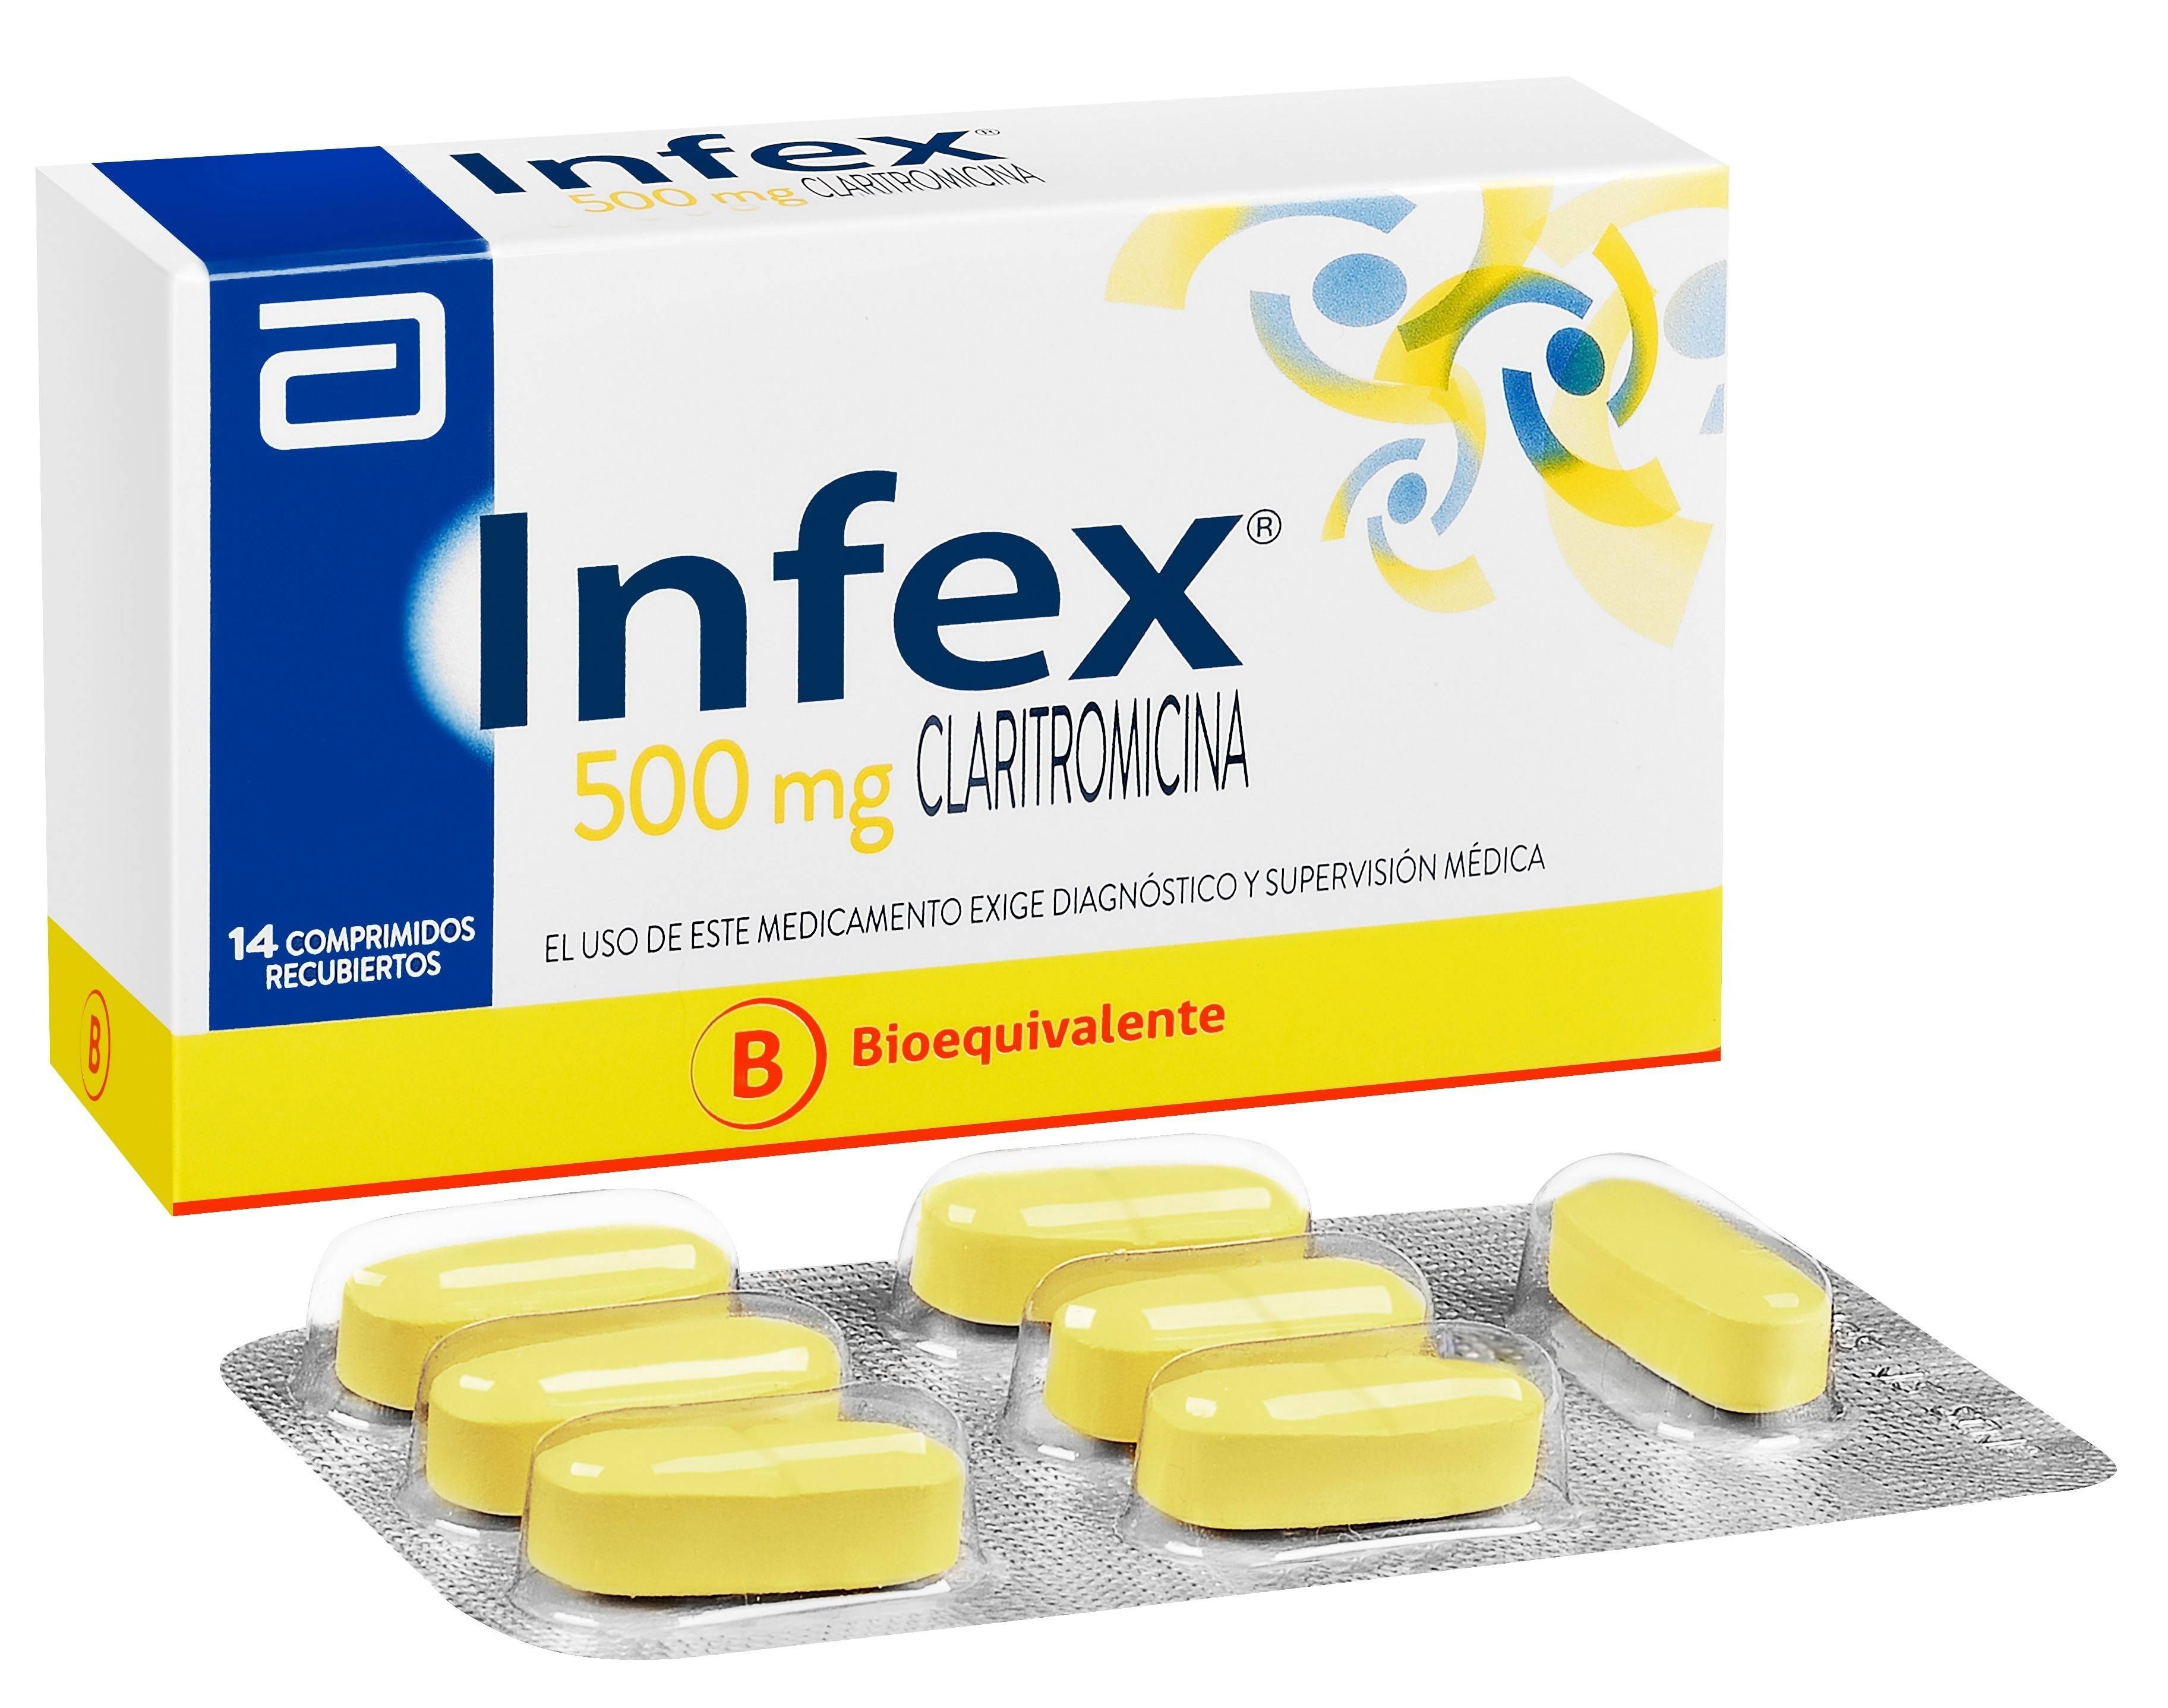 Infex®
500 mg CLARITROMICINA
Infex®
500 mg CLARITROMICINA
EL USO DE ESTE MEDICAMENTO EXIGE DIAGNÓSTICO Y SUPERVISIÓN MÉDICA
14 COMPRIMIDOS
RECUBIERTOS
B
B Bioequivalente